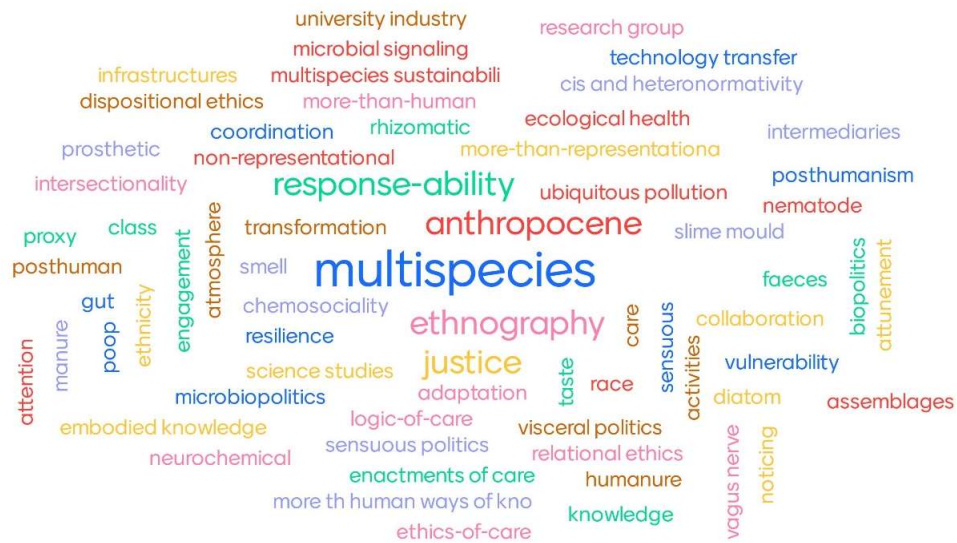 university industry
research group
microbial signaling
technology transfer
infrastructures
multispecies sustainabili
cis and heteronormativity
dispositional ethics
more-than-human
ecological health
coordination
rhizomatic
intermediaries
prosthetic
non-representational
more-than-representationa
intersectionality
response-ability
ubiquitous pollution
posthumanism
nematode
proxy
class
engagement
atmosphere
transformation
anthropocene
slime mould
biopolitics
attunement
posthuman
smell
multispecies
faeces
gut
ethnicity
chemosociality
ethnography
care
sensuous
collaboration
attention
manure
poop
resilience
justice
activities
vulnerability
science studies
taste
race
microbiopolitics
adaptation
diatom
assemblages
embodied knowledge
logic-of-care
visceral politics
neurochemical
sensuous politics
relational ethics
vagus nerve
noticing
enactments of care
humanure
more th human ways of kno
knowledge
ethics-of-care